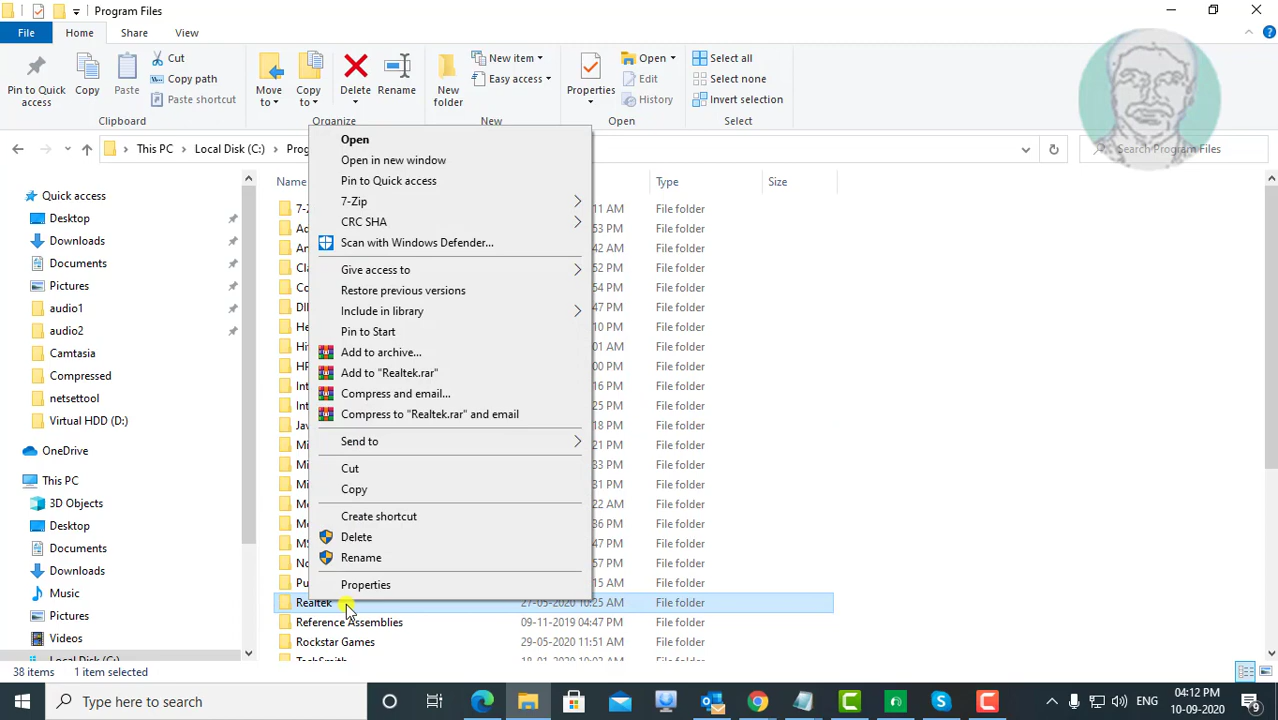 Program Files
File Home Share View
Pin to Quick access
Copy
Paste
Cut
Copy path
Paste shortcut
Clipboard
Move to
Copy to
Delete
Rename
Organize
New folder
New item
Easy access
New
Properties
Open
Edit
History
Open
Select all
Select none
Invert selection
Select
This PC Local Disk (C:)
Search Program Files
Name Type Size
Quick access
Desktop
Downloads
Documents
Pictures
audio1
audio2
Camtasia
Compressed
netsettool
Virtual HDD (D:)
OneDrive
This PC
3D Objects
Desktop
Documents
Downloads
Music
Pictures
Videos
Local Disk (C:)
Open
Open in new window
Pin to Quick access
7-Zip
CRC SHA
Scan with Windows Defender...
Give access to
Restore previous versions
Include in library
Pin to Start
Add to archive...
Add to "Realtek.rar"
Compress and email...
Compress to "Realtek.rar" and email
Send to
Cut
Copy
Create shortcut
Delete
Rename
Properties
11 AM File folder
53 PM File folder
11 AM File folder
52 PM File folder
54 PM File folder
47 PM File folder
10 PM File folder
01 AM File folder
38 AM File folder
16 PM File folder
25 PM File folder
18 PM File folder
21 PM File folder
33 PM File folder
31 PM File folder
22 AM File folder
36 PM File folder
47 PM File folder
57 PM File folder
15 AM File folder
Realtek 27-05-2020 10:25 AM File folder
Reference Assemblies 09-11-2019 04:47 PM File folder
Rockstar Games 29-05-2020 11:51 AM File folder
TechSmith 18-01-2020 10:03 AM File folder
38 items 1 item selected
Type here to search
ENG
04:12 PM
10-09-2020
9